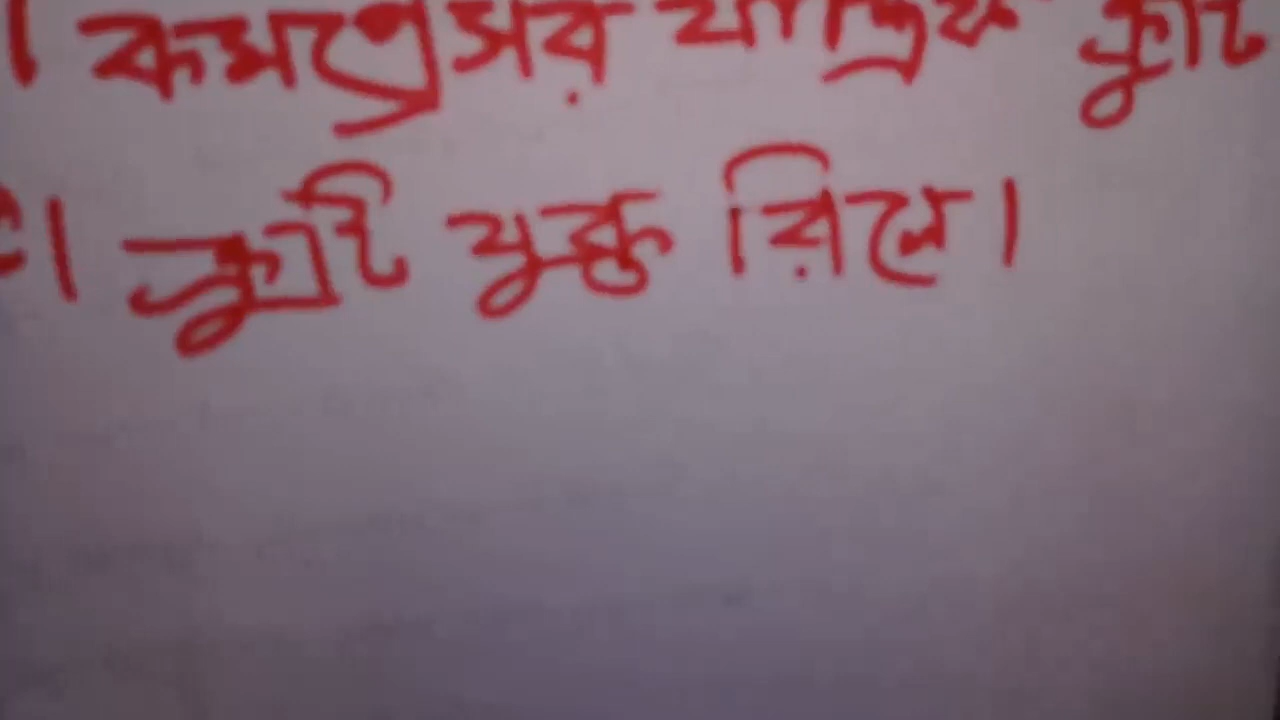 । কমপ্রেসর যান্ত্রিক ত্রুটি
। ত্রুটি যুক্ত রিলে।